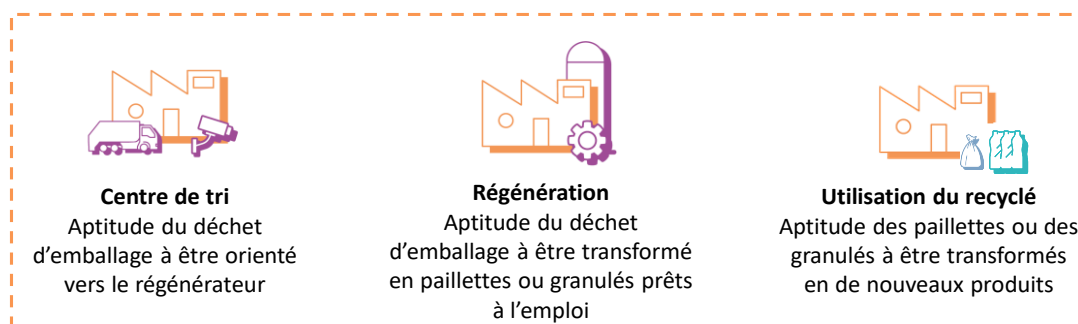 Centre de tri
Aptitude du déchet
d’emballage à être orienté
vers le régénérateur
Régénération
Aptitude du déchet
d’emballage à être transformé
en paillettes ou granulés prêts
à l’emploi
Utilisation du recyclé
Aptitude des paillettes ou des
granulés à être transformés
en de nouveaux produits